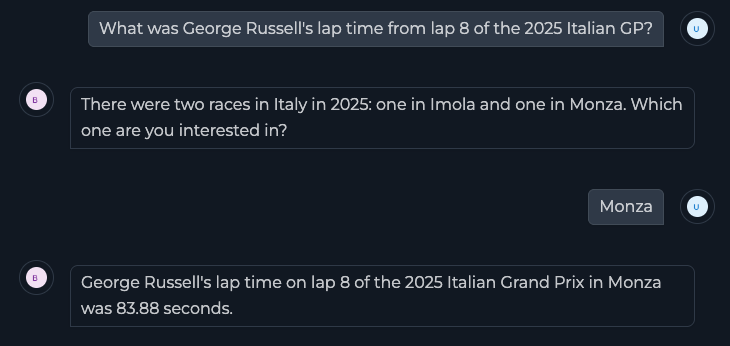 What was George Russell's lap time from lap 8 of the 2025 Italian GP?
U
B
There were two races in Italy in 2025: one in Imola and one in Monza. Which
one are you interested in?
Monza
U
B
George Russell's lap time on lap 8 of the 2025 Italian Grand Prix in Monza
was 83.88 seconds.